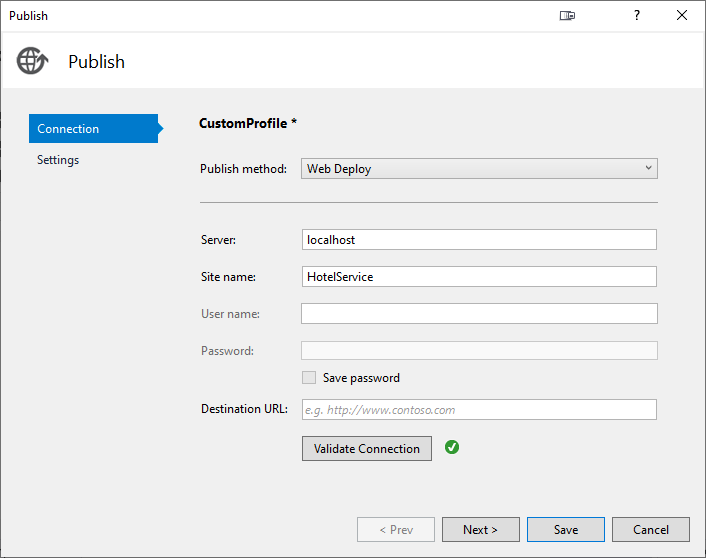 Publish
?
Publish
Connection
Settings
CustomProfile *
Publish method: Web Deploy
Server: localhost
Site name: HotelService
User name:
Password:
Save password
Destination URL: e.g. http://www.contoso.com
Validate Connection
< Prev Next > Save Cancel